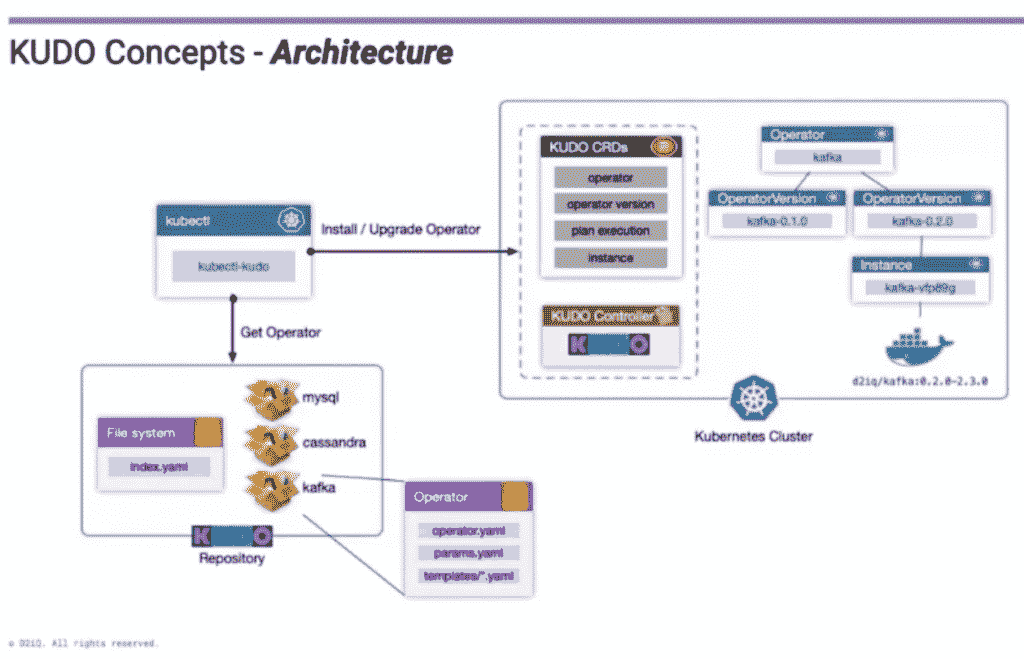 KUDO Concepts - Architecture
kubectl
kubectl-kudo
Install / Upgrade Operator
Get Operator
KUDO CRDs
operator
operator version
plan execution
instance
KUDO Controller
K O
Operator
kafka
OperatorVersion
kafka-0.1.0
OperatorVersion
kafka-0.2.0
Instance
kafka-vfp89g
d2iq/kafka:0.2.0-2.3.0
Kubernetes Cluster
File system
index.yaml
mysql
cassandra
kafka
K O
Repository
Operator
operator.yaml
params.yaml
templates/*.yaml
© D2iQ. All rights reserved.